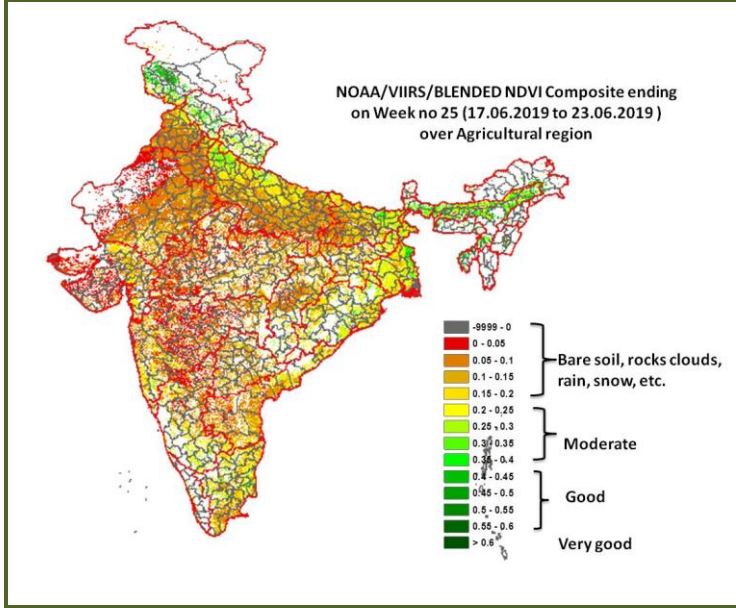 NOAA/VIIRS/BLENDED NDVI Composite ending
on Week no 25 (17.06.2019 to 23.06.2019 )
over Agricultural region
-9999 - 0
0 - 0.05
0.05 - 0.1
0.1 - 0.15
0.15 - 0.2
0.2 - 0.25
0.25 - 0.3
0.3 - 0.35
0.35 - 0.4
0.4 - 0.45
0.45 - 0.5
0.5 - 0.55
0.55 - 0.6
> 0.6
Bare soil, rocks clouds,
rain, snow, etc.
Moderate
Good
Very good